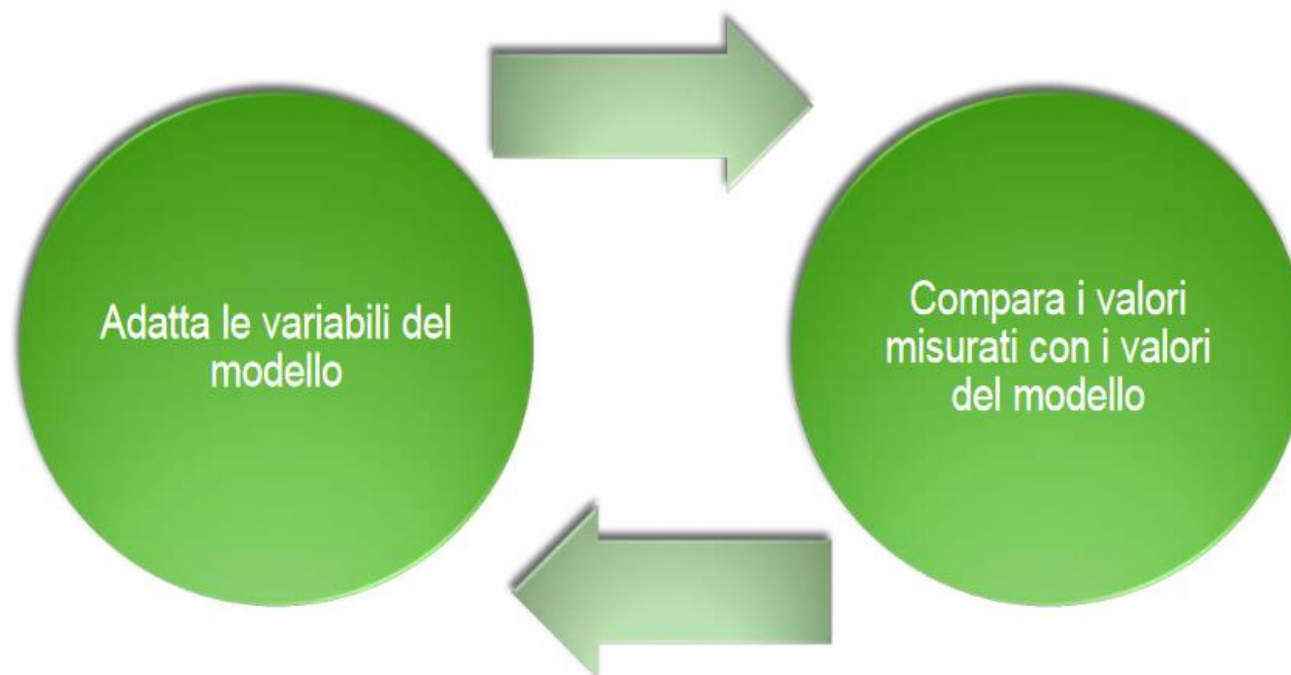 Adatta le variabili del
modello
Compara i valori
misurati con i valori
del modello